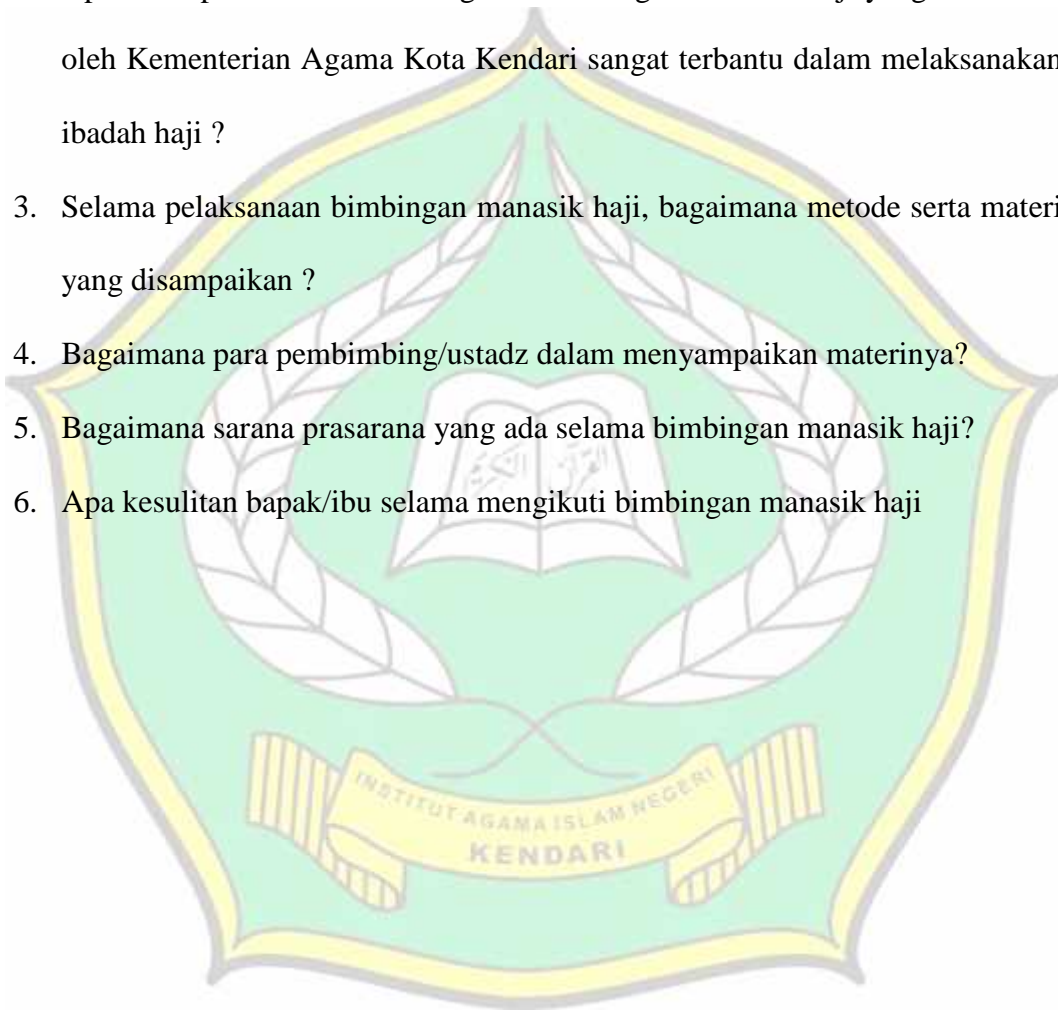 oleh Kementerian Agama Kota Kendari sangat terbantu dalam melaksanakan
ibadah haji ?
3. Selama pelaksanaan bimbingan manasik haji, bagaimana metode serta materi
yang disampaikan ?
4. Bagaimana para pembimbing/ustadz dalam menyampaikan materinya?
5. Bagaimana sarana prasarana yang ada selama bimbingan manasik haji?
6. Apa kesulitan bapak/ibu selama mengikuti bimbingan manasik haji
INSTITUT AGAMA ISLAM NEGERI
KENDARI